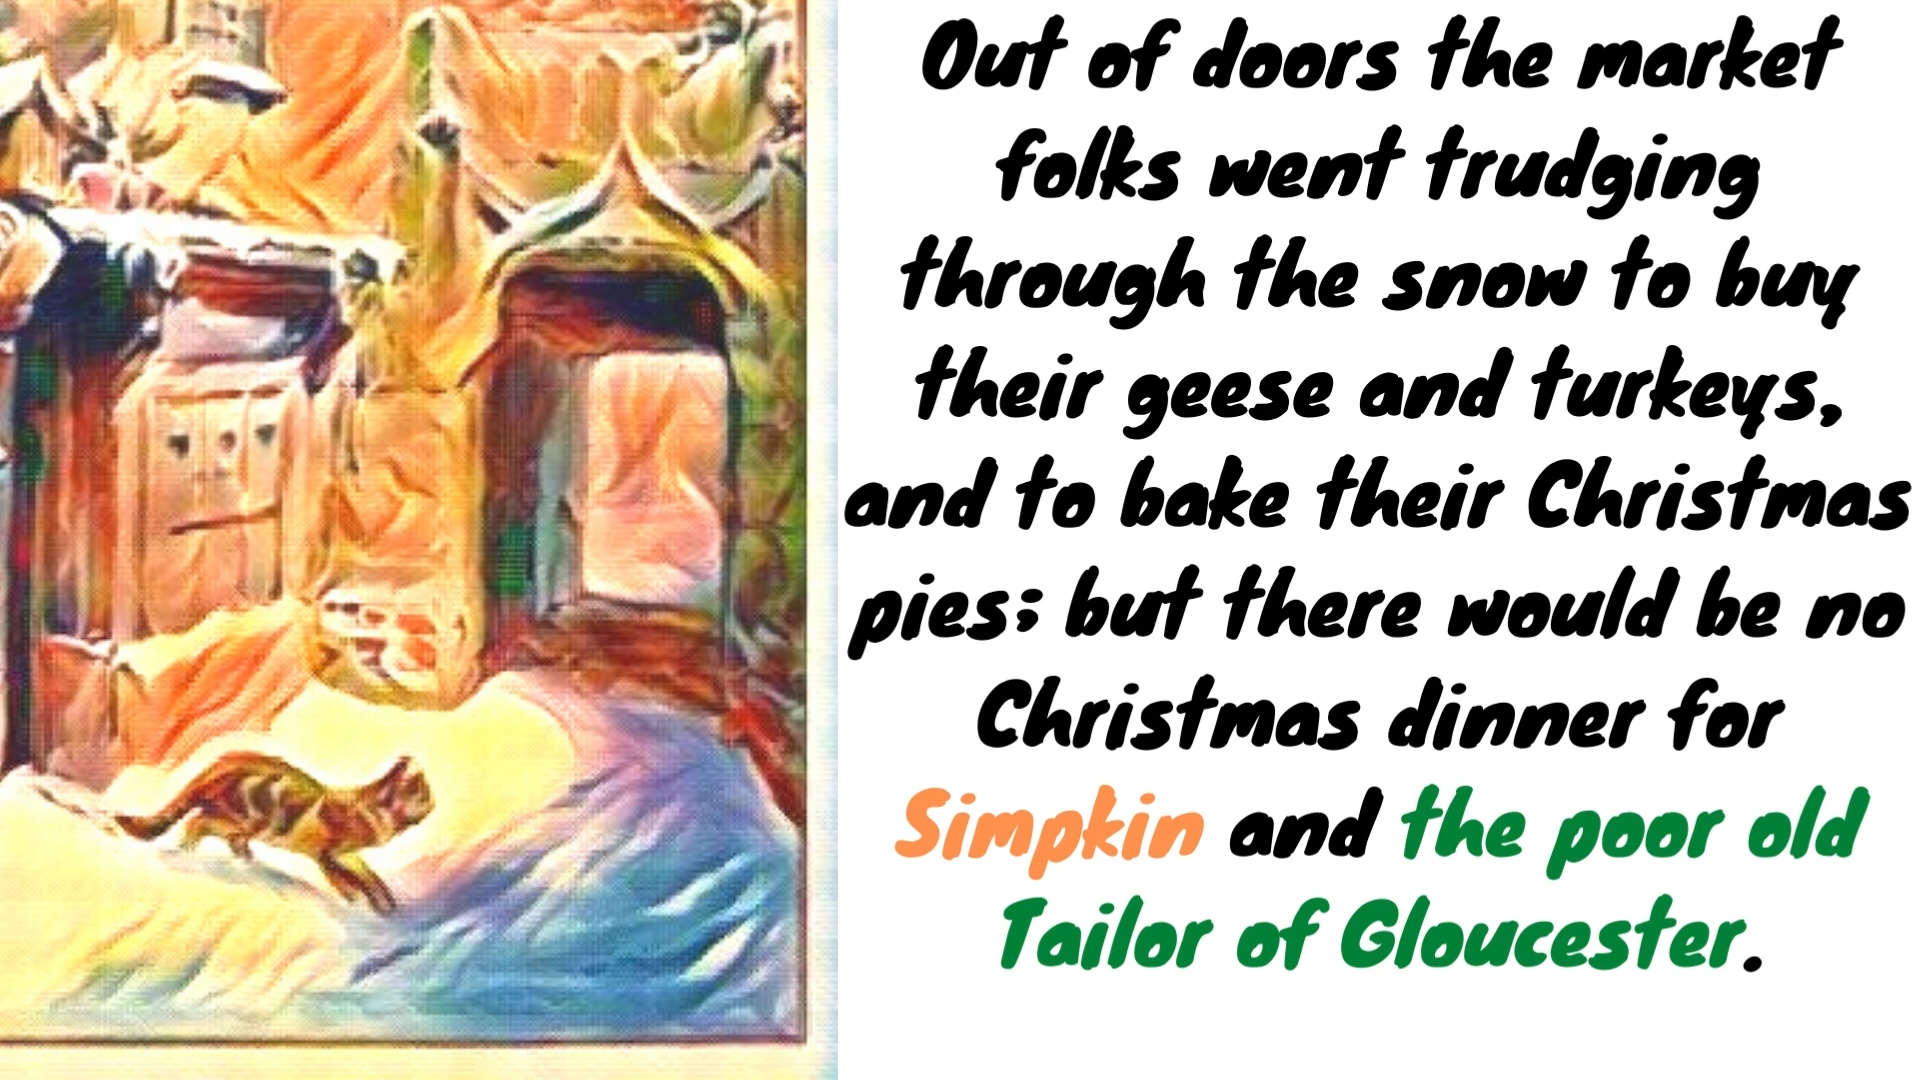 Out of doors the market
folks went trudging
through the snow to buy
their geese and turkeys,
and to bake their Christmas
pies; but there would be no
Christmas dinner for
Simpkin and the poor old
Tailor of Gloucester.